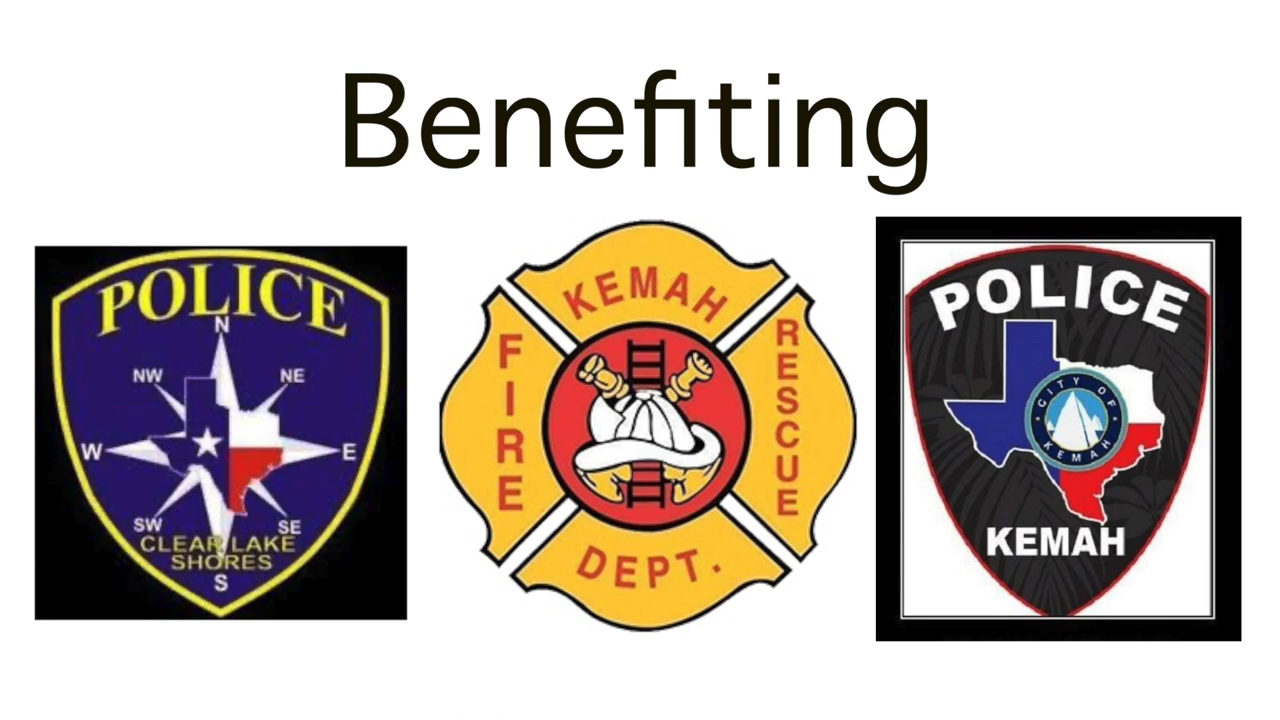 Benefiting
POLICE
N
NW
NE
W
E
SW
SE
CLEAR LAKE
SHORES
S
KEMAH
FIRE
RESCUE
DEPT.
POLICE
CITY OF
KEMAH
KEMAH